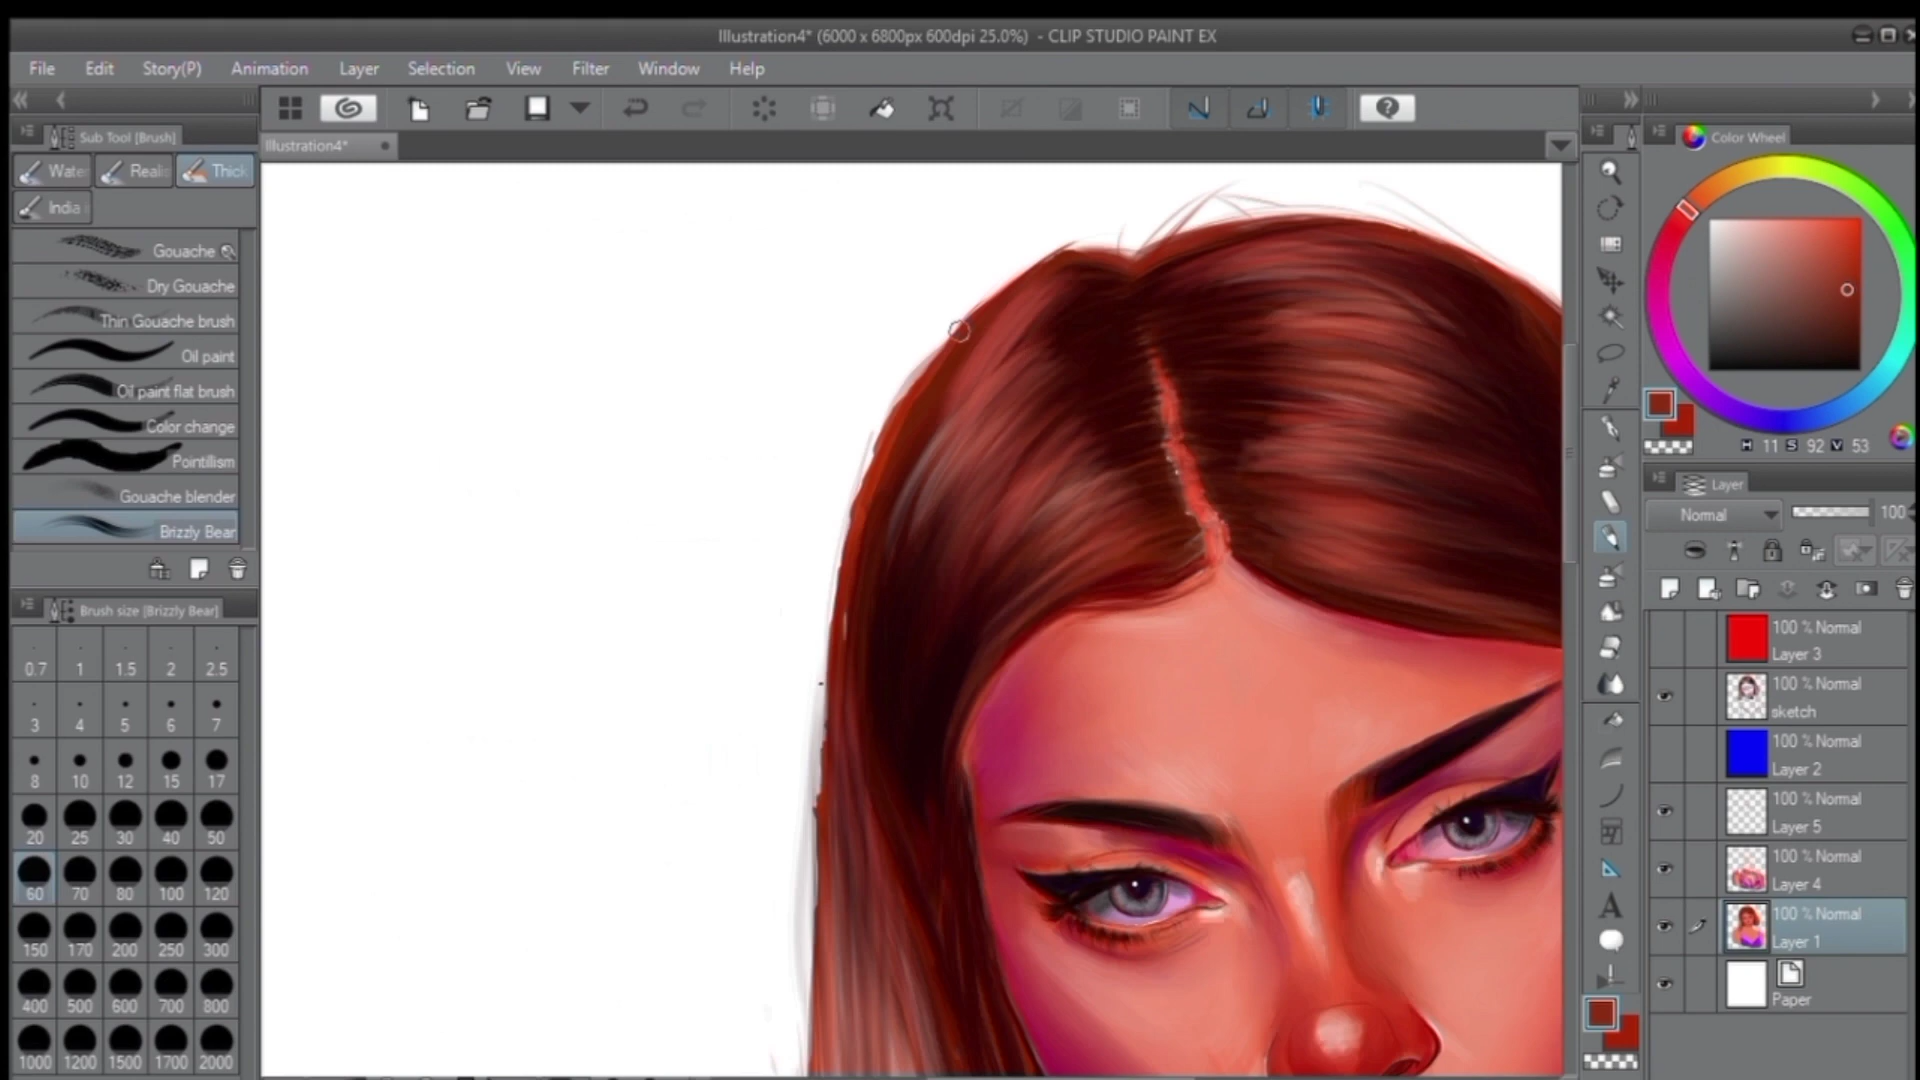 Illustration4* (6000 x 6800px 600dpi 25.0%) - CLIP STUDIO PAINT EX
File Edit Story(P) Animation Layer Selection View Filter Window Help
Illustration4*
Sub Tool [Brush]
Wate Reali Thick
India
Gouache
Dry Gouache
Thin Gouache brush
Oil paint
Oil paint flat brush
Color change
Pointillism
Gouache blender
Brizzly Bear
Brush size [Brizzly Bear]
0.7 1 1.5 2 2.5
3 4 5 6 7
8 10 12 15 17
20 25 30 40 50
60 70 80 100 120
150 170 200 250 300
400 500 600 700 800
1000 1200 1500 1700 2000
A
Color Wheel
H 11 S 92 V 53
Layer
Normal 100
100 % Normal
Layer 3
100 % Normal
sketch
100 % Normal
Layer 2
100 % Normal
Layer 5
100 % Normal
Layer 4
100 % Normal
Layer 1
Paper